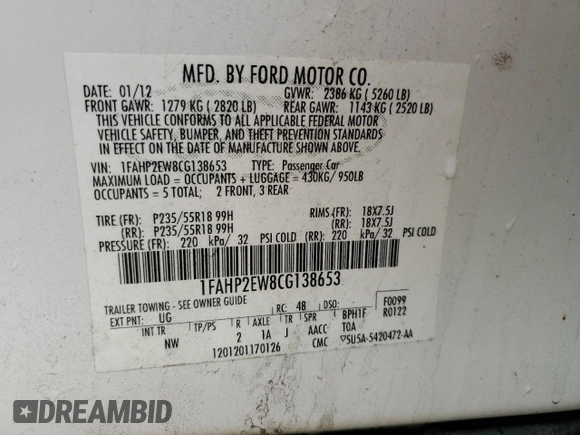 MFD. BY FORD MOTOR CO.
DATE: 01/12 GVWR: 2386 KG ( 5260 LB)
FRONT GAWR: 1279 KG ( 2820 LB) REAR GAWR: 1143 KG ( 2520 LB)
THIS VEHICLE CONFORMS TO ALL APPLICABLE FEDERAL MOTOR
VEHICLE SAFETY, BUMPER, AND THEFT PREVENTION STANDARDS
IN EFFECT ON THE DATE OF MANUFACTURE SHOWN ABOVE.
VIN: 1FAHP2EW8CG138653 TYPE: Passenger Car
MAXIMUM LOAD = OCCUPANTS + LUGGAGE = 430KG/ 950LB
OCCUPANTS = 5 TOTAL; 2 FRONT, 3 REAR
TIRE (FR): P235/55R18 99H RIMS (FR): 18X7.5J
(RR): P235/55R18 99H (RR): 18X7.5J
PRESSURE (FR): 220 kPa/ 32 PSI COLD (RR): 220 kPa/ 32 PSI COLD
1FAHP2EW8CG138653
TRAILER TOWING - SEE OWNER GUIDE
EXT PNT: UG RC: 48 DSO: F0099
R0122
INT TR TP/PS R AXLE TR SPR BPH1F
NW 2 1A J AACC TOA
1201201170126 CMC SU5A-5420472-AA
DREAMBID